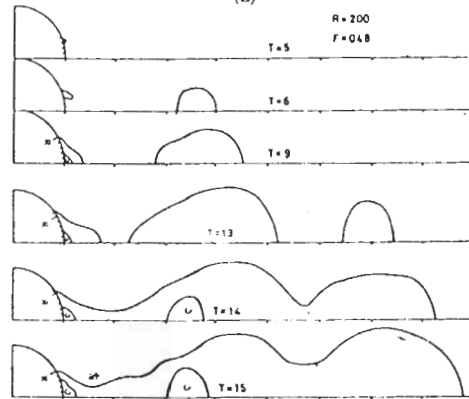 R = 200
F = 0.48
T = 5
T = 6
T = 9
T = 13
T = 14
T = 15